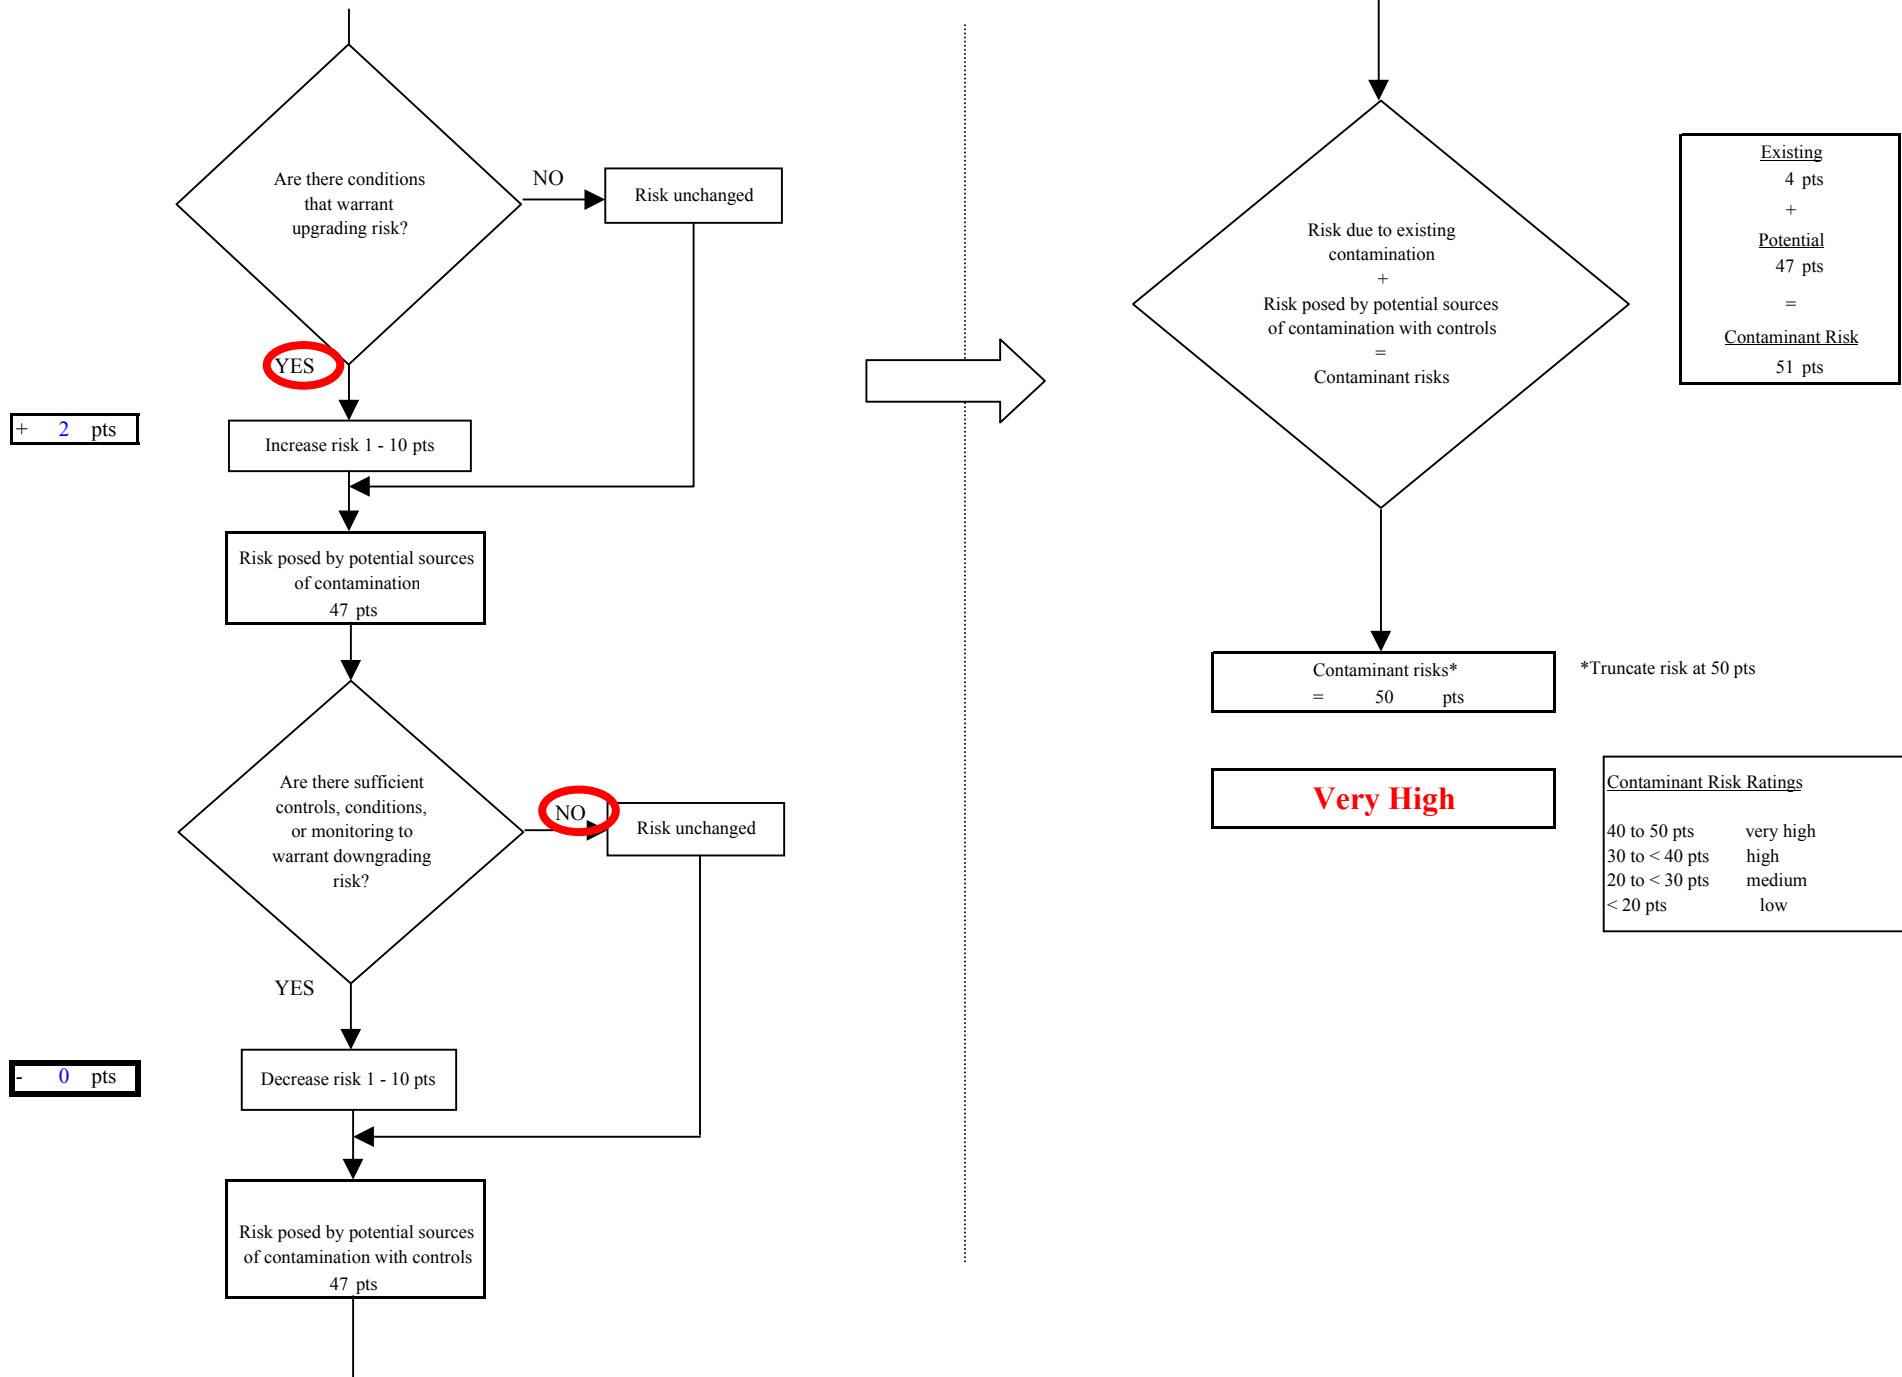 Are there conditions
that warrant
upgrading risk?
NO
Risk unchanged
YES
+ 2 pts
Increase risk 1 - 10 pts
Risk posed by potential sources
of contamination
47 pts
Are there sufficient
controls, conditions,
or monitoring to
warrant downgrading
risk?
NO
Risk unchanged
YES
- 0 pts
Decrease risk 1 - 10 pts
Risk posed by potential sources
of contamination with controls
47 pts
Risk due to existing
contamination
+
Risk posed by potential sources
of contamination with controls
=
Contaminant risks
Existing
4 pts
+
Potential
47 pts
=
Contaminant Risk
51 pts
Contaminant risks*
= 50 pts
*Truncate risk at 50 pts
Very High
Contaminant Risk Ratings
40 to 50 pts very high
30 to < 40 pts high
20 to < 30 pts medium
< 20 pts low